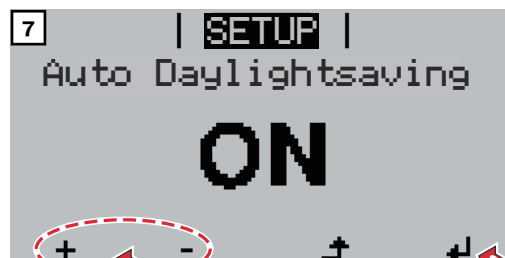 7
| SETUP |
Auto Daylightsaving
ON
+ - ↰ ↵